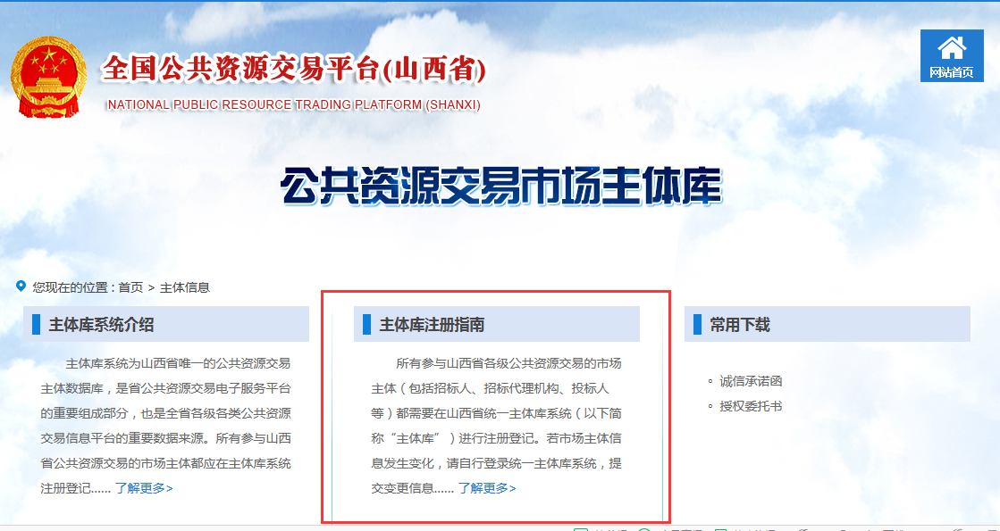 全国公共资源交易平台(山西省)
NATIONAL PUBLIC RESOURCE TRADING PLATFORM (SHANXI)
网站首页
公共资源交易市场主体库
您现在的位置 : 首页 > 主体信息
主体库系统介绍
主体库系统为山西省唯一的公共资源交易
主体数据库，是省公共资源交易电子服务平台
的重要组成部分，也是全省各级各类公共资源
交易信息平台的重要数据来源。所有参与山西
省公共资源交易的市场主体都应在主体库系统
注册登记...... 了解更多>
主体库注册指南
所有参与山西省各级公共资源交易的市场
主体（包括招标人、招标代理机构、投标人
等）都需要在山西省统一主体库系统（以下简
称“主体库”）进行注册登记。若市场主体信
息发生变化，请自行登录统一主体库系统，提
交变更信息...... 了解更多>
常用下载
诚信承诺函
授权委托书